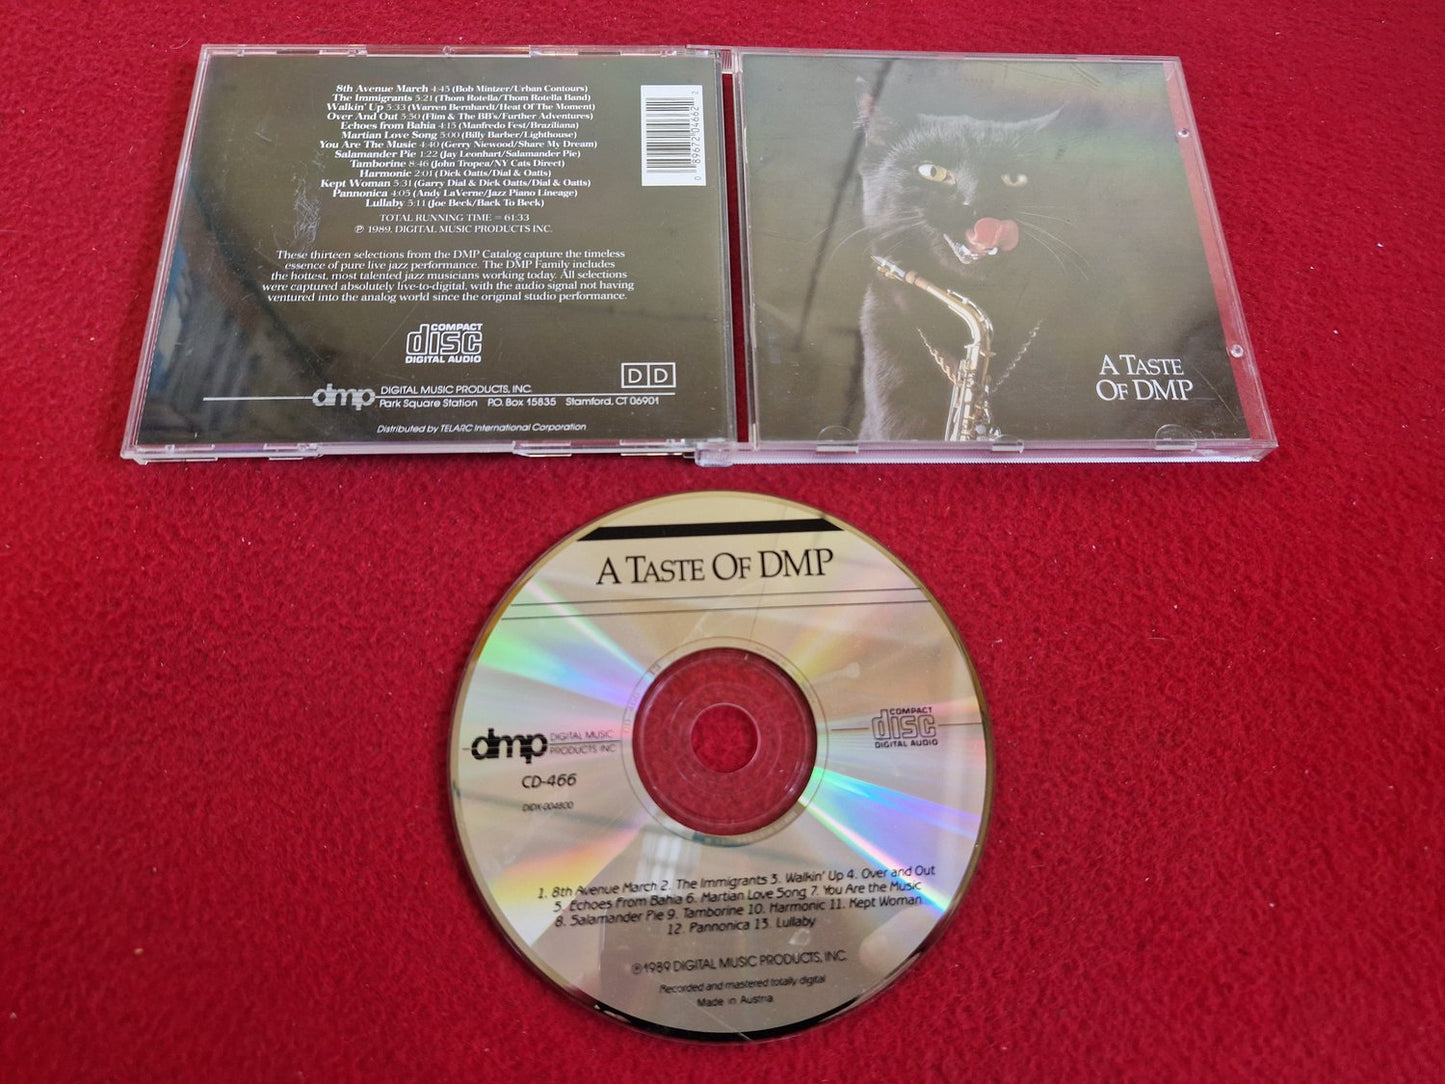 8th Avenue March 4:45 (Bob Mintzer/Urban Contours)
The Immigrants 5:21 (Thom Rotella/Thom Rotella Band)
Walkin' Up 5:33 (Warren Bernhardt/Heat Of The Moment)
Over And Out 5:50 (Flim & The BB's/Further Adventures)
Echoes from Bahia 4:15 (Manfredo Fest/Braziliana)
Martian Love Song 5:00 (Billy Barber/Lighthouse)
You Are The Music 4:40 (Gerry Niewood/Share My Dream)
Salamander Pie 1:22 (Jay Leonhart/Salamander Pie)
Tamborine 8:46 (John Tropea/NY Cats Direct)
Harmonic 2:01 (Dick Oatts/Dial & Oatts)
Kept Woman 5:31 (Garry Dial & Dick Oatts/Dial & Oatts)
Pannonica 4:05 (Andy LaVerne/Jazz Piano Lineage)
Lullaby 5:11 (Joe Beck/Back To Beck)
TOTAL RUNNING TIME = 61:33
℗ 1989, DIGITAL MUSIC PRODUCTS INC.
These thirteen selections from the DMP Catalog capture the timeless
essence of pure live jazz performance. The DMP Family includes
the hottest, most talented jazz musicians working today. All selections
were captured absolutely live-to-digital, with the audio signal not having
ventured into the analog world since the original studio performance.
COMPACT
disc
DIGITAL AUDIO
DD
dmp DIGITAL MUSIC PRODUCTS, INC.
Park Square Station P.O. Box 15835 Stamford, CT 06901
Distributed by TELARC International Corporation
0 89672 04662 2
A TASTE
OF DMP
A TASTE OF DMP
dmp DIGITAL MUSIC
PRODUCTS, INC
CD-466
DIDX-004800
COMPACT
disc
DIGITAL AUDIO
1. 8th Avenue March 2. The Immigrants 3. Walkin' Up 4. Over and Out
5. Echoes From Bahia 6. Martian Love Song 7. You Are the Music
8. Salamander Pie 9. Tamborine 10. Harmonic 11. Kept Woman
12. Pannonica 13. Lullaby
℗1989 DIGITAL MUSIC PRODUCTS, INC.
Recorded and mastered totally digital
Made in Austria